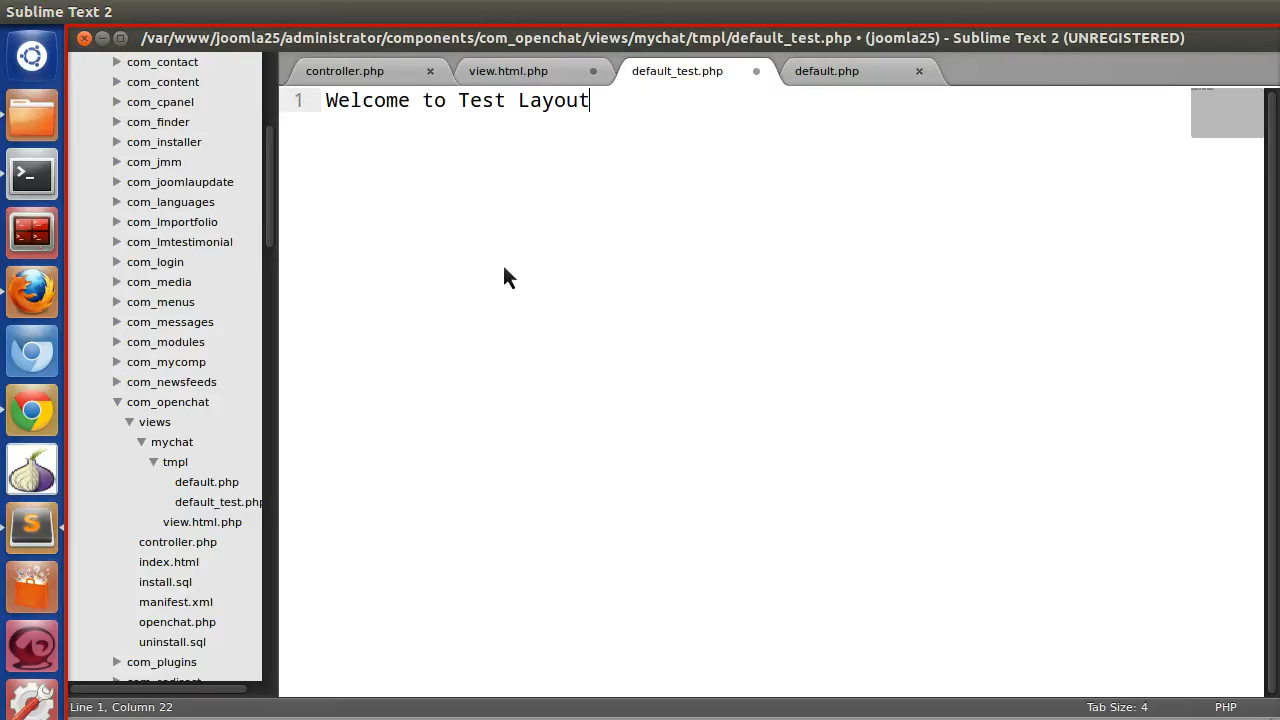 Sublime Text 2
/var/www/joomla25/administrator/components/com_openchat/views/mychat/tmpl/default_test.php • (joomla25) - Sublime Text 2 (UNREGISTERED)
controller.php
view.html.php
default_test.php
default.php
1 Welcome to Test Layout
com_contact
com_content
com_cpanel
com_finder
com_installer
com_jmm
com_joomlaupdate
com_languages
com_lmportfolio
com_lmtestimonial
com_login
com_media
com_menus
com_messages
com_modules
com_mycomp
com_newsfeeds
com_openchat
views
mychat
tmpl
default.php
default_test.php
view.html.php
controller.php
index.html
install.sql
manifest.xml
openchat.php
uninstall.sql
com_plugins
com_redirect
Line 1, Column 22
Tab Size: 4
PHP